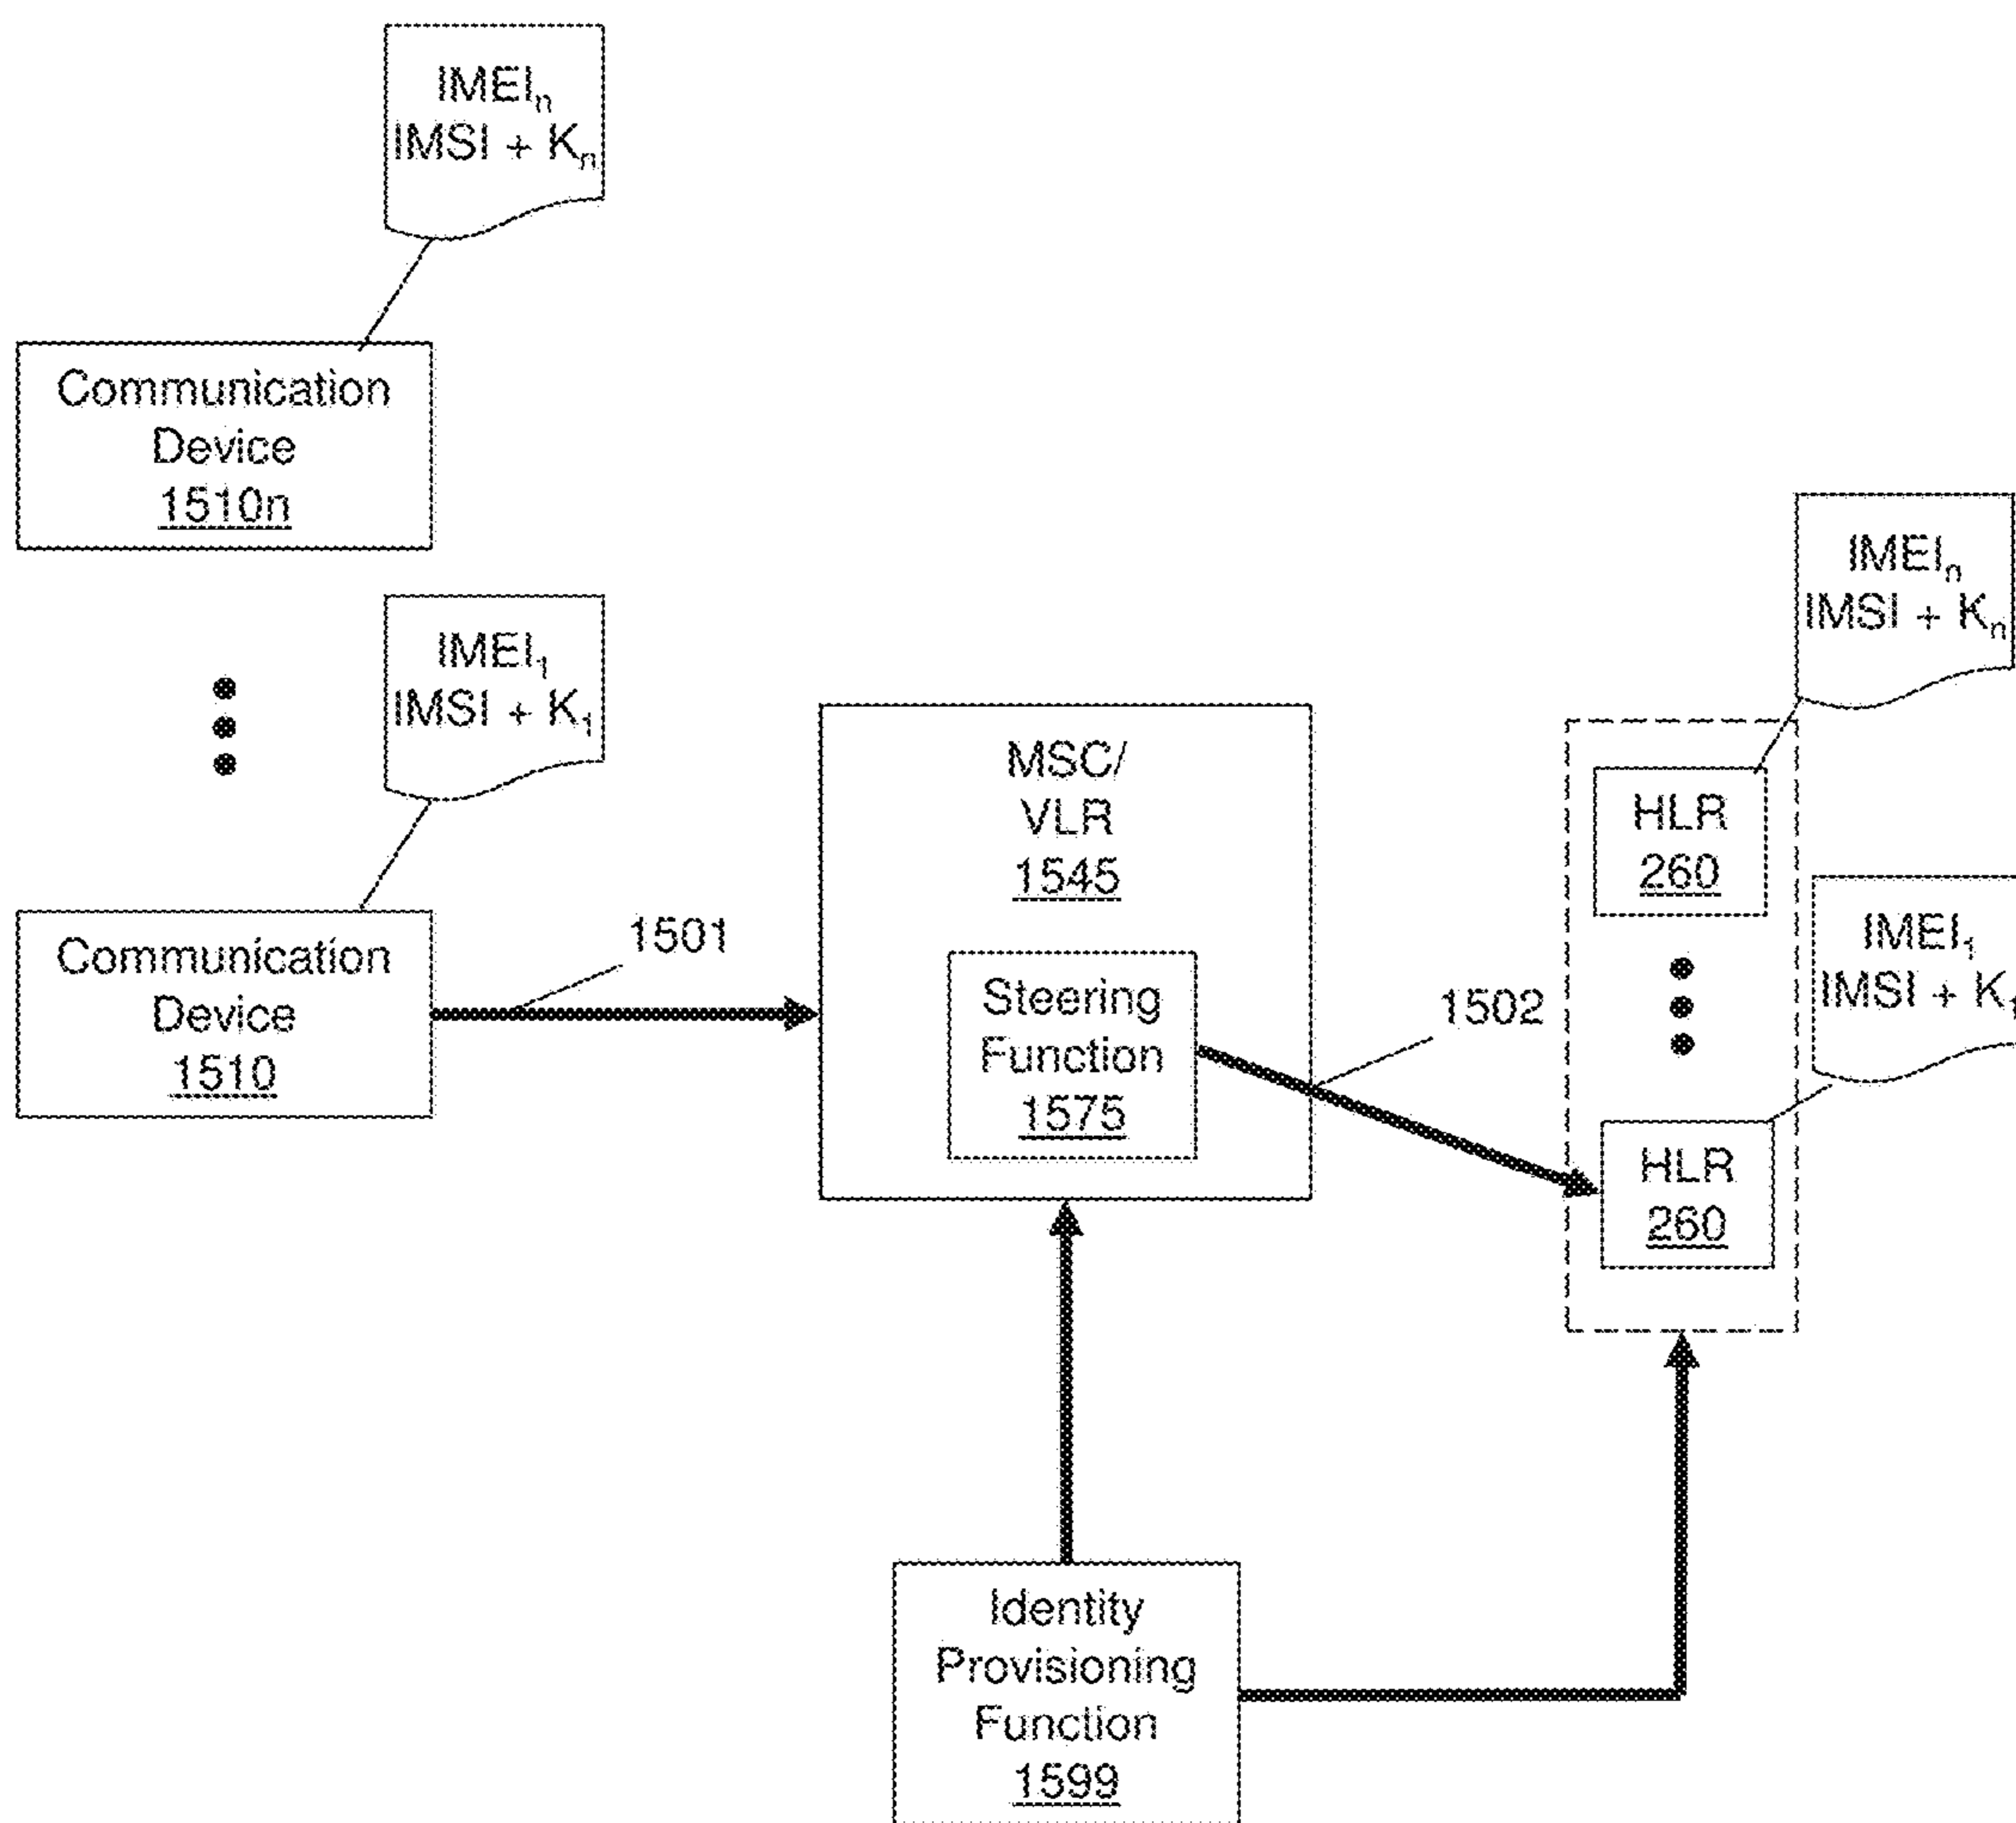 IMEIn
IMSI + Kn
Communication
Device
1510n
IMEI1
IMSI + K1
Communication
Device
1510
1501
MSC/
VLR
1545
Steering
Function
1575
1502
IMEIn
IMSI + Kn
HLR
260
IMEI1
IMSI + K1
HLR
260
Identity
Provisioning
Function
1599